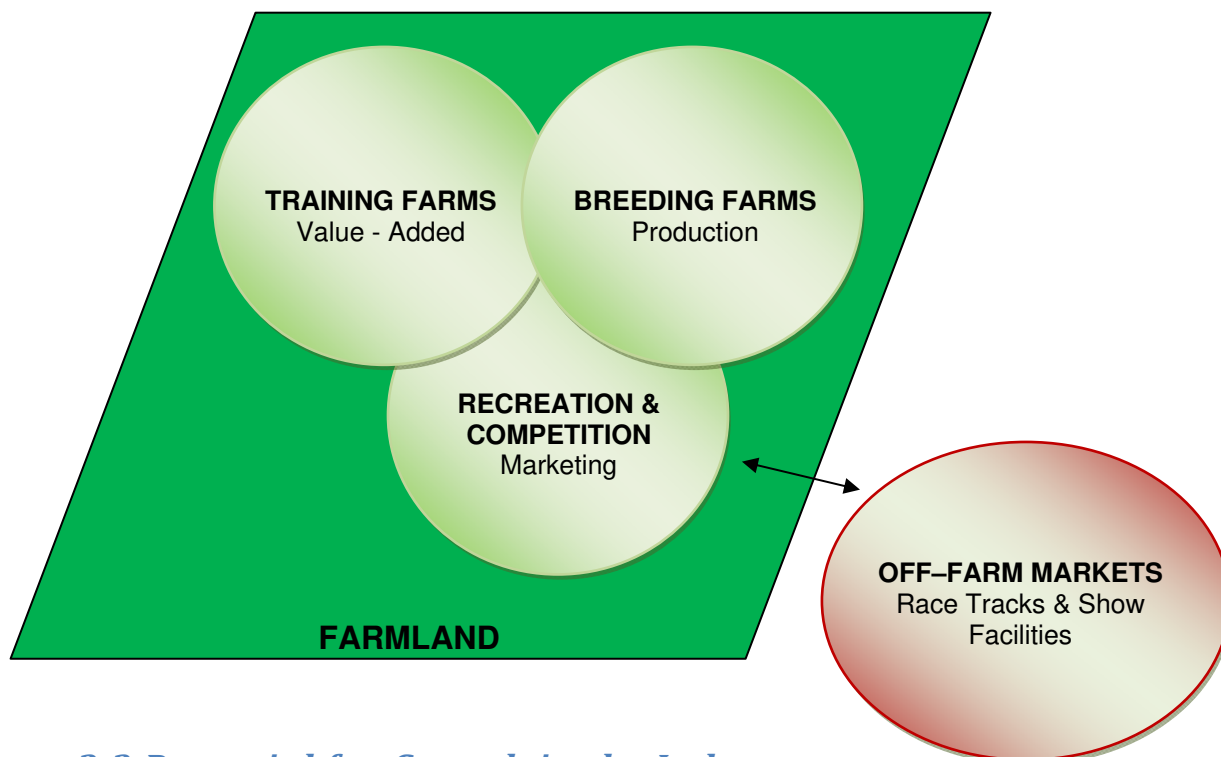 TRAINING FARMS
Value - Added
BREEDING FARMS
Production
RECREATION &
COMPETITION
Marketing
OFF–FARM MARKETS
Race Tracks & Show
Facilities
FARMLAND